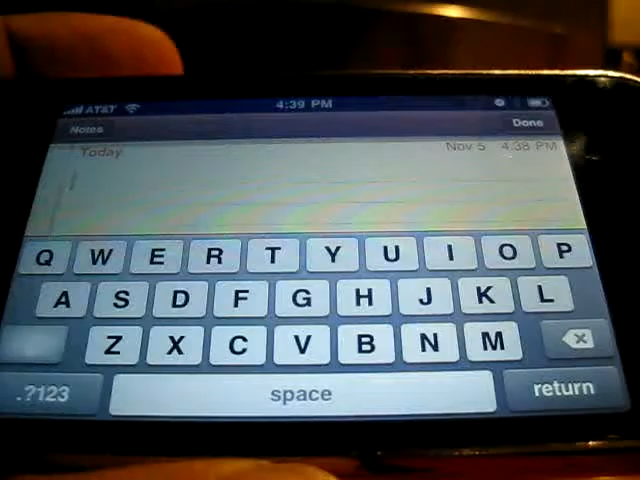 AT&T 4:39 PM
Notes Done
Today Nov 5 4:38 PM
Q W E R T Y U I O P
A S D F G H J K L
Z X C V B N M
.?123 space return